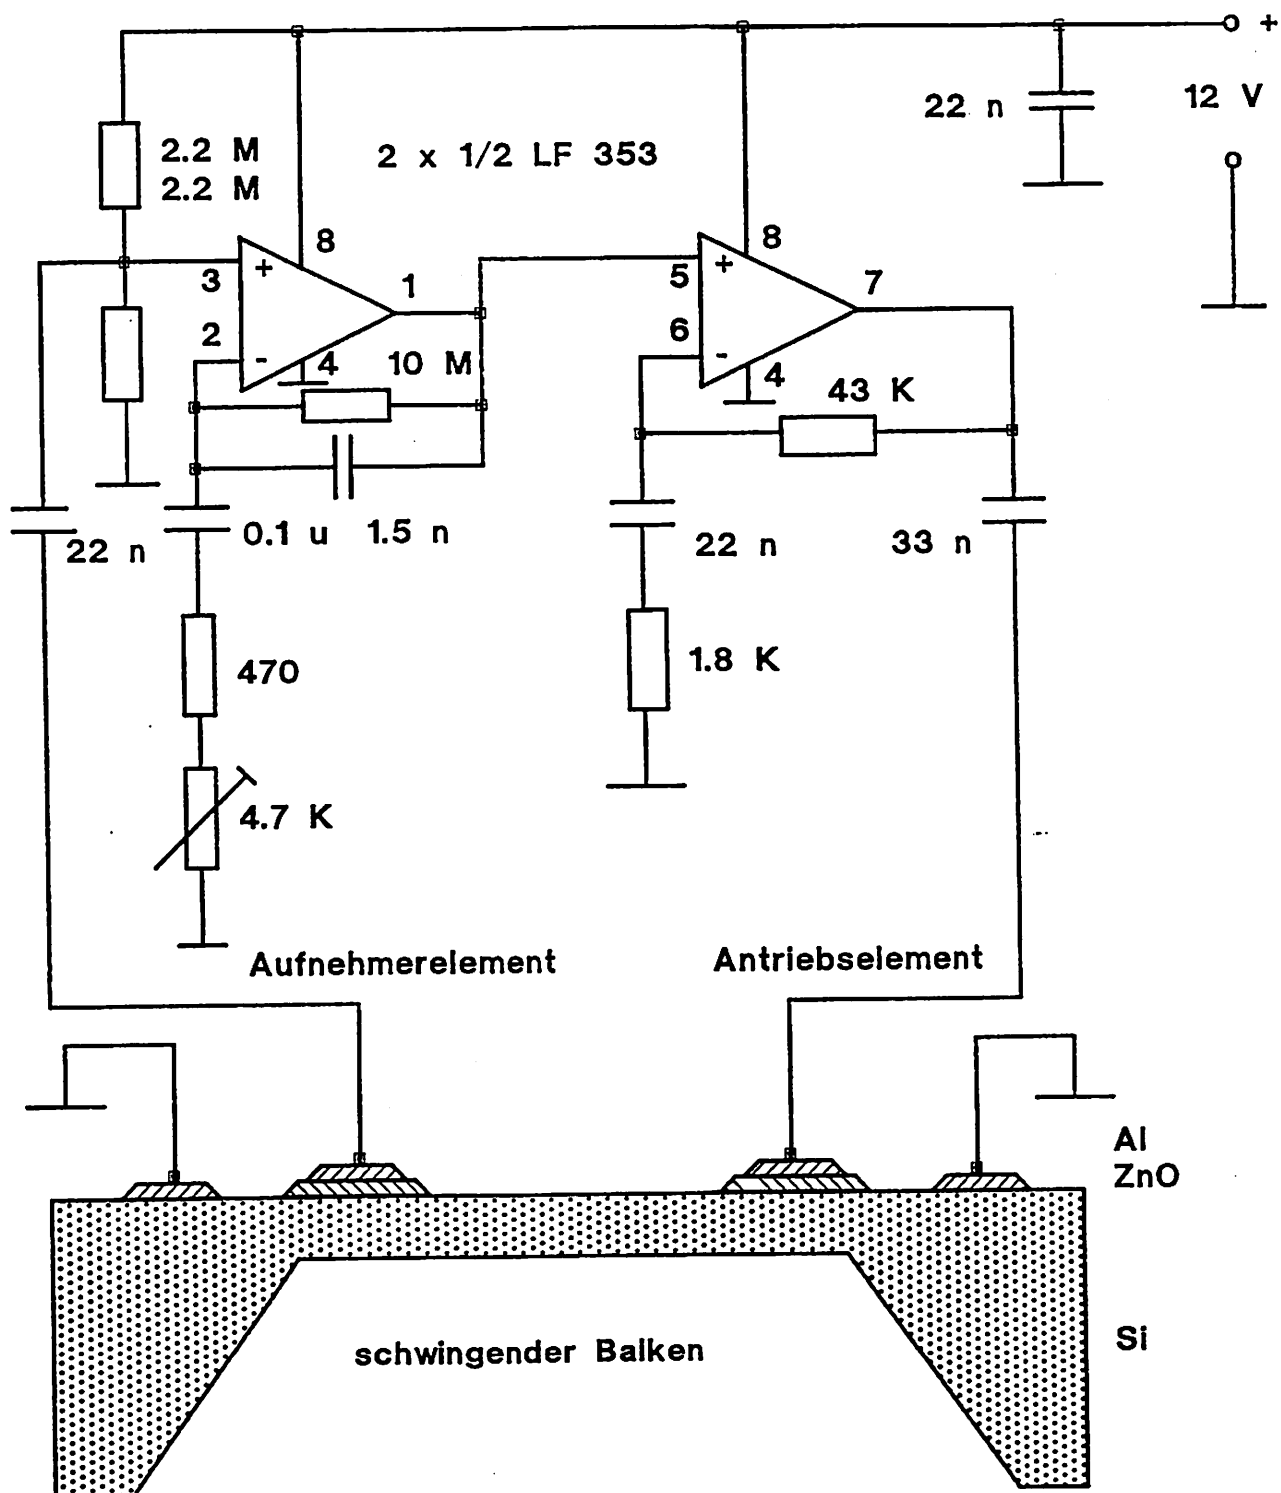 +
12 V
22 n
2.2 M
2.2 M
2 x 1/2 LF 353
8
+
3
1
2
-
4
10 M
8
+
5
7
6
-
4
43 K
22 n
0.1 u
1.5 n
22 n
33 n
470
1.8 K
4.7 K
Aufnehmerelement
Antriebselement
Al
ZnO
schwingender Balken
Si